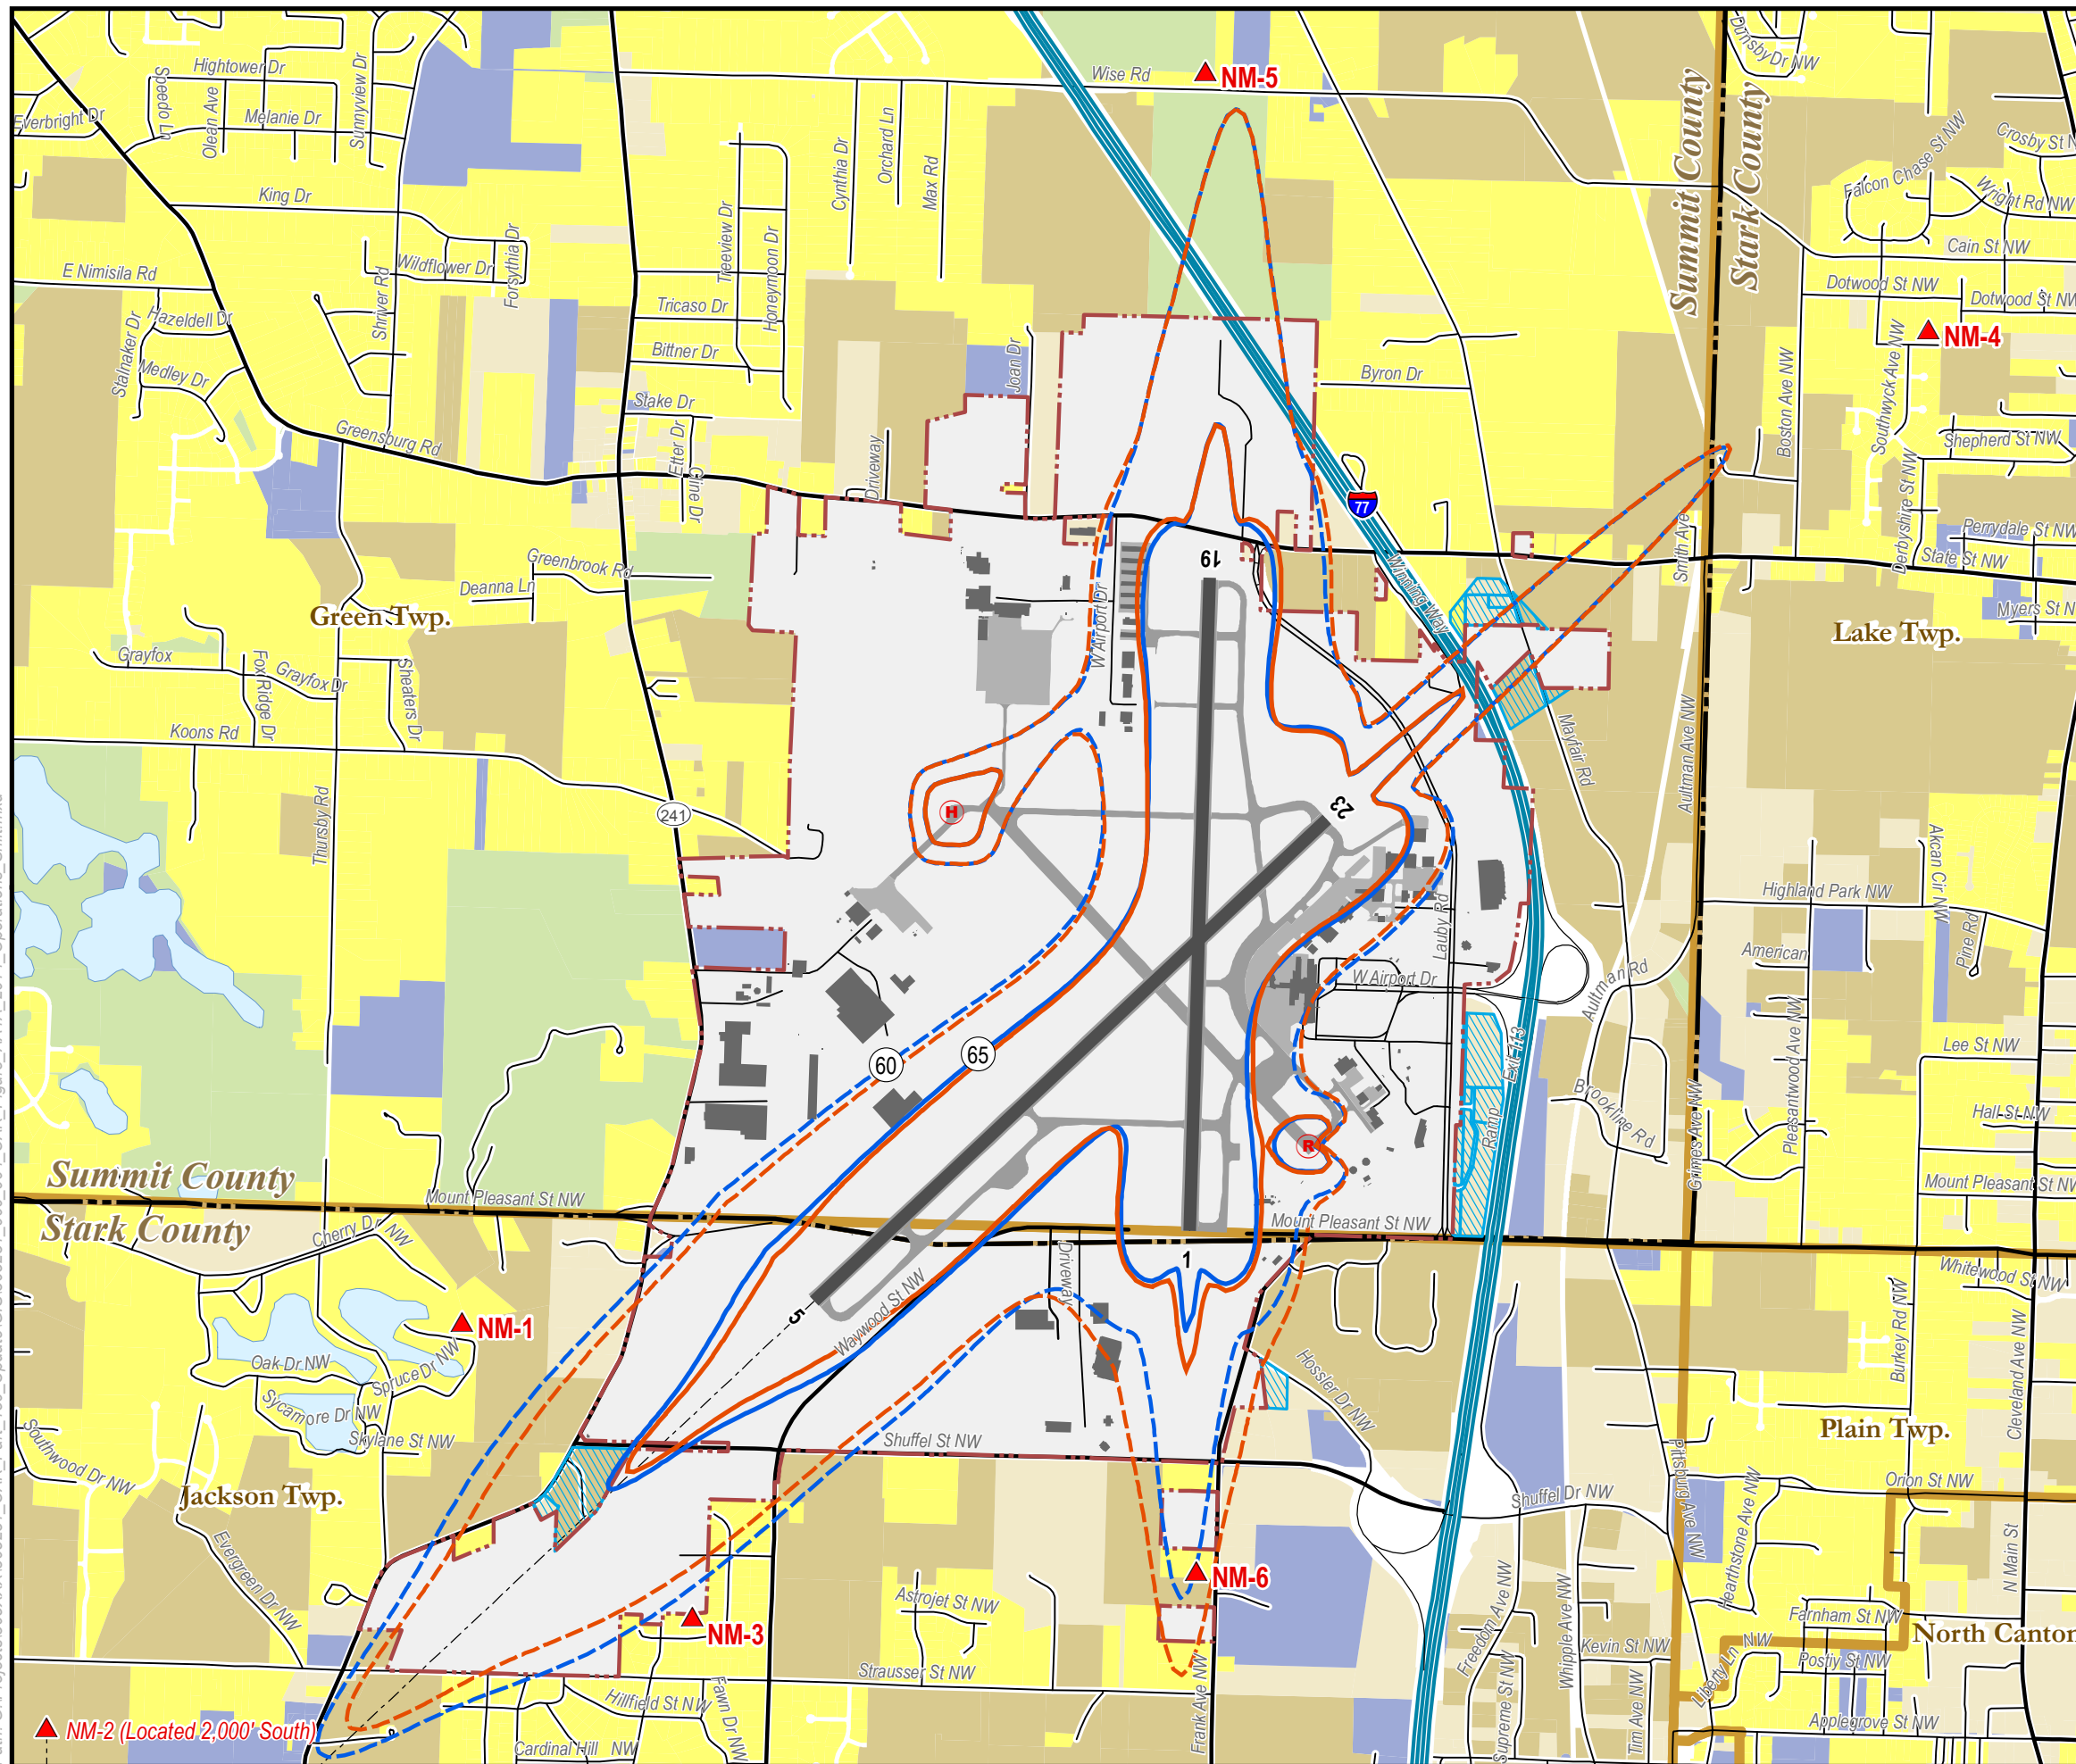 Dunsby Dr NW
Hightower Dr
Speedo Ln
Olean Ave
Sunnyview Dr
Wise Rd
NM-5
Everbright Dr
Melanie Dr
Cynthia Dr
Orchard Ln
Max Rd
Summit County
Stark County
Falcon Chase St NW
Crosby St N
Wright Rd NW
King Dr
Treeview Dr
Honeymoon Dr
Forsythia Dr
Wildflower Dr
E Nimisila Rd
Shriver Rd
Cain St NW
Dotwood St NW
Dotwood St NW
Tricaso Dr
Hazeldell Dr
Stalnaker Dr
Medley Dr
Bittner Dr
Joan Dr
Byron Dr
NM-4
Boston Ave NW
Southwyck Ave NW
Stake Dr
Etter Dr
Cline Dr
Greensburg Rd
Driveway
Shepherd St NW
77
Derbyshire St NW
Perrydale St NW
State St NW
Smith Ave
Winning Way
19
Greenbrook Rd
Deanna Ln
Green Twp.
Myers St N
Lake Twp.
W Airport Dr
Grayfox
Fox Ridge Dr
Grayfox Dr
Sheaters Dr
Koons Rd
Mayfair Rd
Aultman Ave NW
H
23
241
Thursby Rd
Akcan Cir NW
Highland Park NW
Lauby Rd
American
Pine Rd
W Airport Dr
Aultman Rd
Pleasantwood Ave NW
60
65
Exit 113
Ramp
Lee St NW
Brookline Rd
Hall St NW
Grimes Ave NW
R
Summit County
Stark County
Mount Pleasant St NW
Mount Pleasant St NW
Mount Pleasant St NW
Cherry Dr NW
Driveway
1
Whitewood St NW
5
Waywood St NW
NM-1
Oak Dr NW
Spruce Dr NW
Sycamore Dr NW
Skylane St NW
Southwood Dr NW
Hossler Dr NW
Burkey Rd NW
Cleveland Ave NW
Plain Twp.
Shuffel St NW
Pittsburg Ave NW
Orion St NW
Jackson Twp.
Shuffel Dr NW
Hearthstone Ave NW
N Main St
Evergreen Dr NW
NM-6
Astrojet St NW
NM-3
Freedom Ave NW
Whipple Ave NW
Farnham St NW
North Canton
Kevin St NW
Liberty Ln NW
Postiy St NW
Strausser St NW
Frank Ave NW
Supreme St NW
Timi Ave NW
Hillfield St NW
Fawn Dr NW
NM-2 (Located 2,000' South)
Cardinal Hill NW
Applegrove St NW